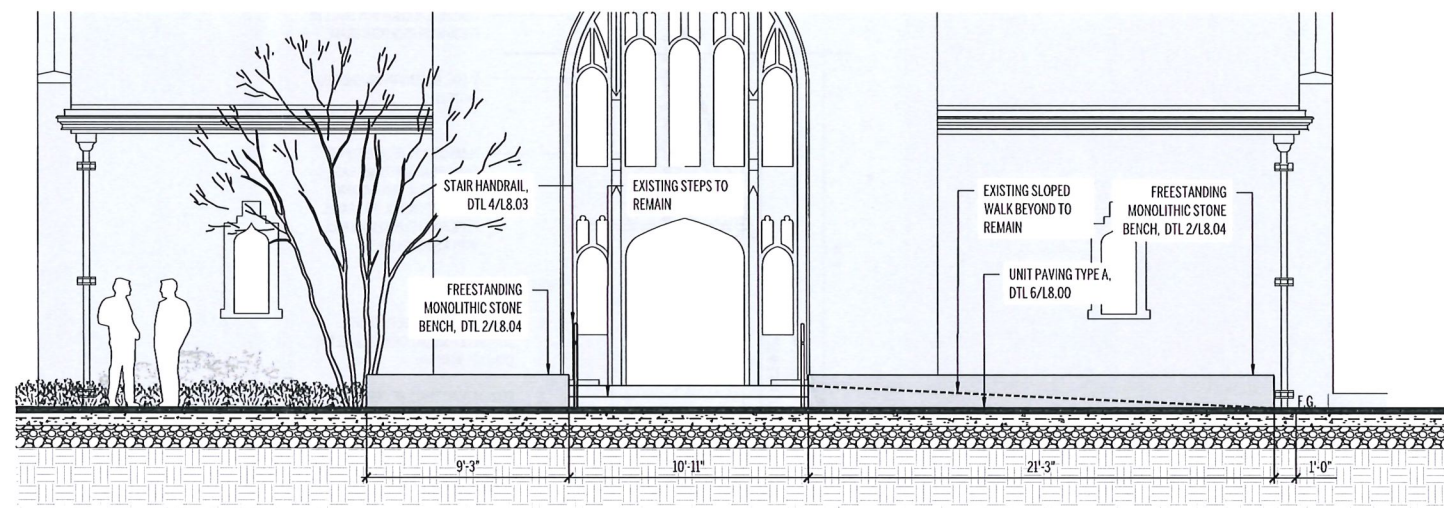 STAIR HANDRAIL,
DTL 4/L8.03
EXISTING STEPS TO
REMAIN
EXISTING SLOPED
WALK BEYOND TO
REMAIN
FREESTANDING
MONOLITHIC STONE
BENCH, DTL 2/L8.04
FREESTANDING
MONOLITHIC STONE
BENCH, DTL 2/L8.04
UNIT PAVING TYPE A,
DTL 6/L8.00
F.G.
9'-3"
10'-11"
21'-3"
1'-0"